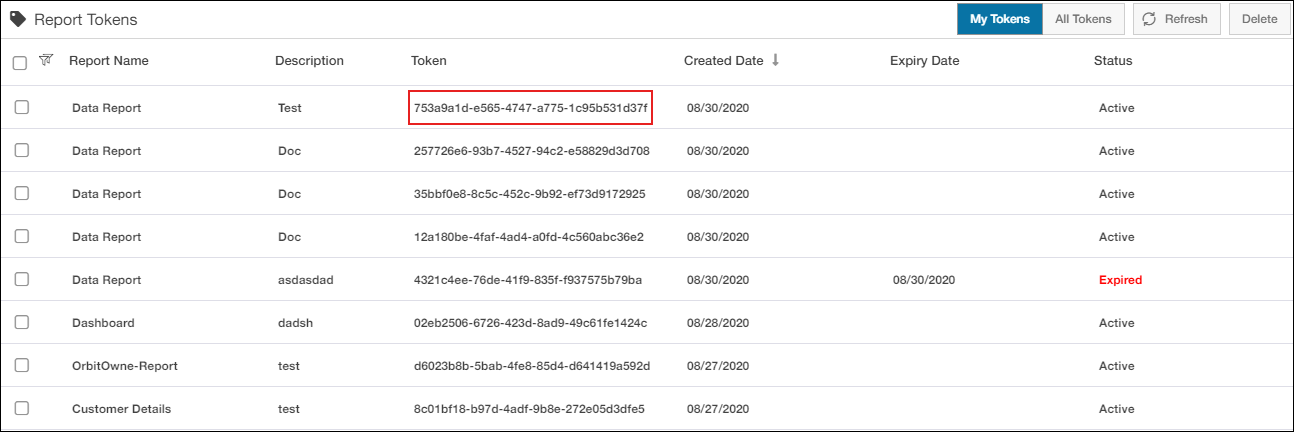 Report Tokens My Tokens All Tokens Refresh Delete
Report Name Description Token Created Date Expiry Date Status
Data Report Test 753a9a1d-e565-4747-a775-1c95b531d37f 08/30/2020 Active
Data Report Doc 257726e6-93b7-4527-94c2-e58829d3d708 08/30/2020 Active
Data Report Doc 35bbf0e8-8c5c-452c-9b92-ef73d9172925 08/30/2020 Active
Data Report Doc 12a180be-4faf-4ad4-a0fd-4c560abc36e2 08/30/2020 Active
Data Report asdasdad 4321c4ee-76de-41f9-835f-f937575b79ba 08/30/2020 08/30/2020 Expired
Dashboard dadsh 02eb2506-6726-423d-8ad9-49c61fe1424c 08/28/2020 Active
OrbitOwne-Report test d6023b8b-5bab-4fe8-85d4-d641419a592d 08/27/2020 Active
Customer Details test 8c01bf18-b97d-4adf-9b8e-272e05d3dfe5 08/27/2020 Active